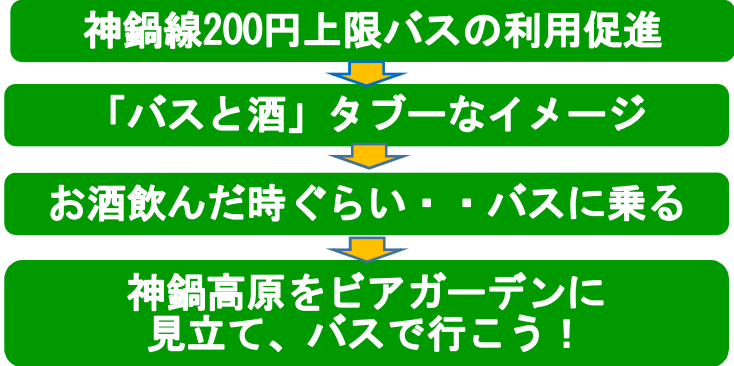 神鍋線200円上限バスの利用促進
「バスと酒」タブーなイメージ
お酒飲んだ時ぐらい・・バスに乗る
神鍋高原をビアガーデンに
見立て、バスで行こう！